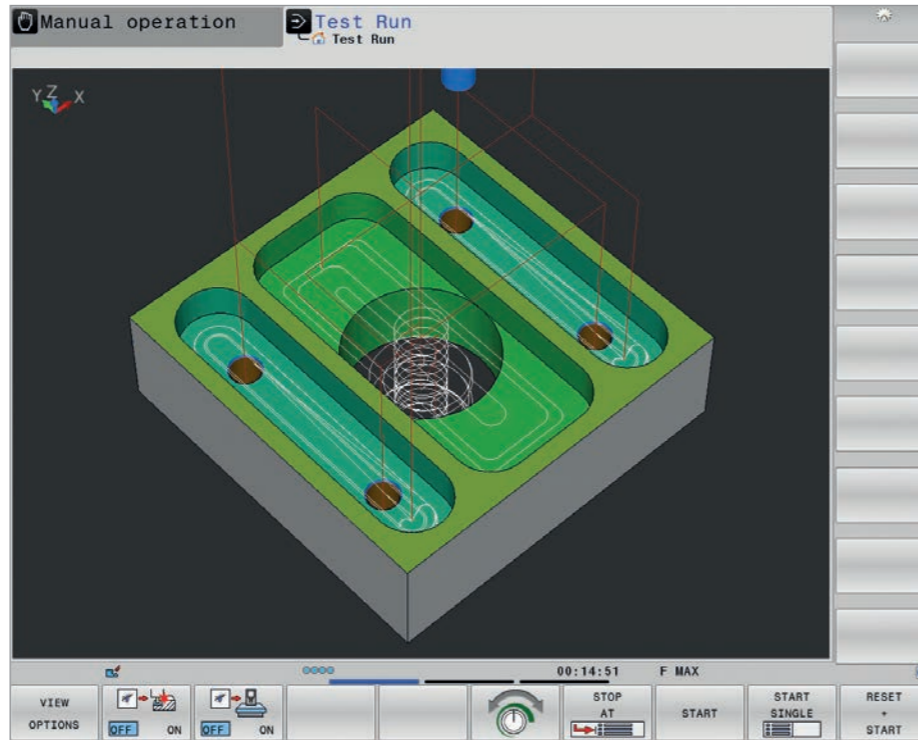 Manual operation
Test Run
Test Run
Y Z X
00:14:51 F MAX
VIEW
OPTIONS
OFF ON
OFF ON
STOP
AT
START
START
SINGLE
RESET
+
START